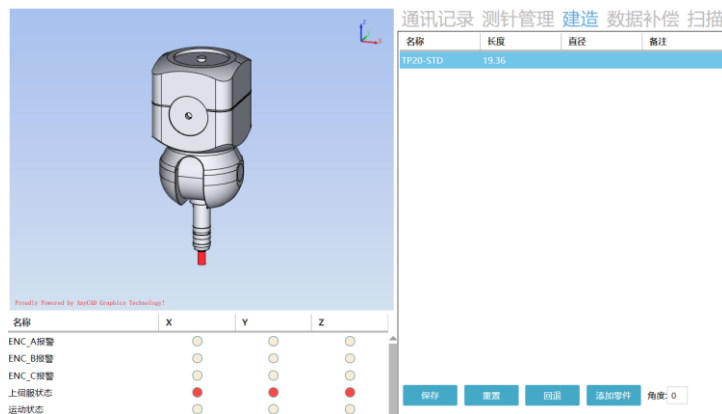 通讯记录 测针管理 建造 数据补偿 扫描
名称 长度 直径 备注
TP20-STD 19.36
Z
X
Proudly Powered by AnyCAD Graphics Technology!
名称 X Y Z
ENC_A报警
ENC_B报警
ENC_C报警
上伺服状态
运动状态
保存 重置 回退 添加零件 角度: 0